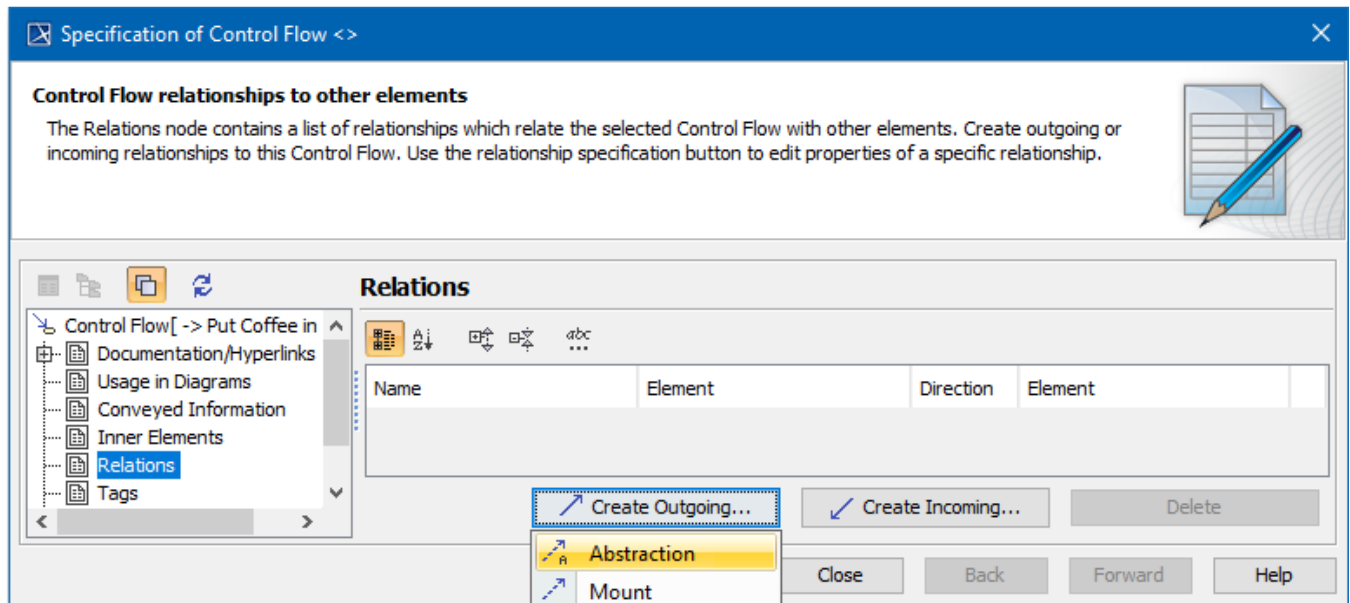 Specification of Control Flow <>
Control Flow relationships to other elements
The Relations node contains a list of relationships which relate the selected Control Flow with other elements. Create outgoing or
incoming relationships to this Control Flow. Use the relationship specification button to edit properties of a specific relationship.
Relations
Control Flow[ -> Put Coffee in
Documentation/Hyperlinks
Usage in Diagrams
Conveyed Information
Inner Elements
Relations
Tags
Name Element Direction Element
Create Outgoing... Create Incoming... Delete
Abstraction
Mount
Close Back Forward Help